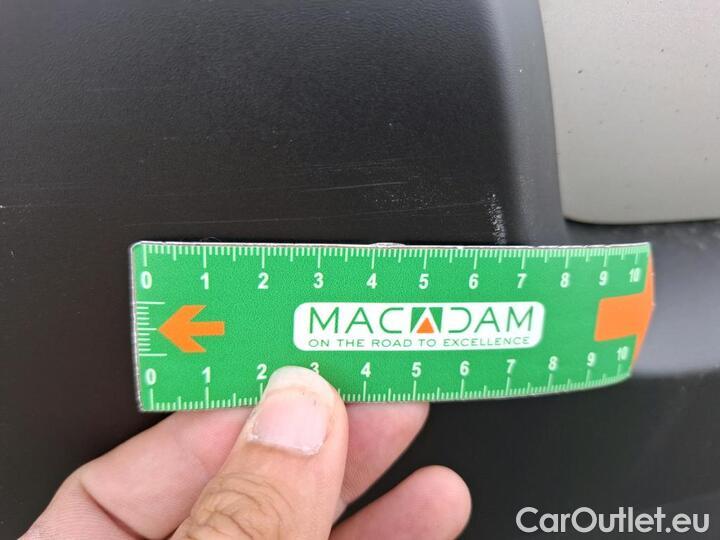 0 1 2 3 4 5 6 7 8 9 10
MACADAM
ON THE ROAD TO EXCELLENCE
0 1 2 3 4 5 6 7 8 9 10
CarOutlet.eu